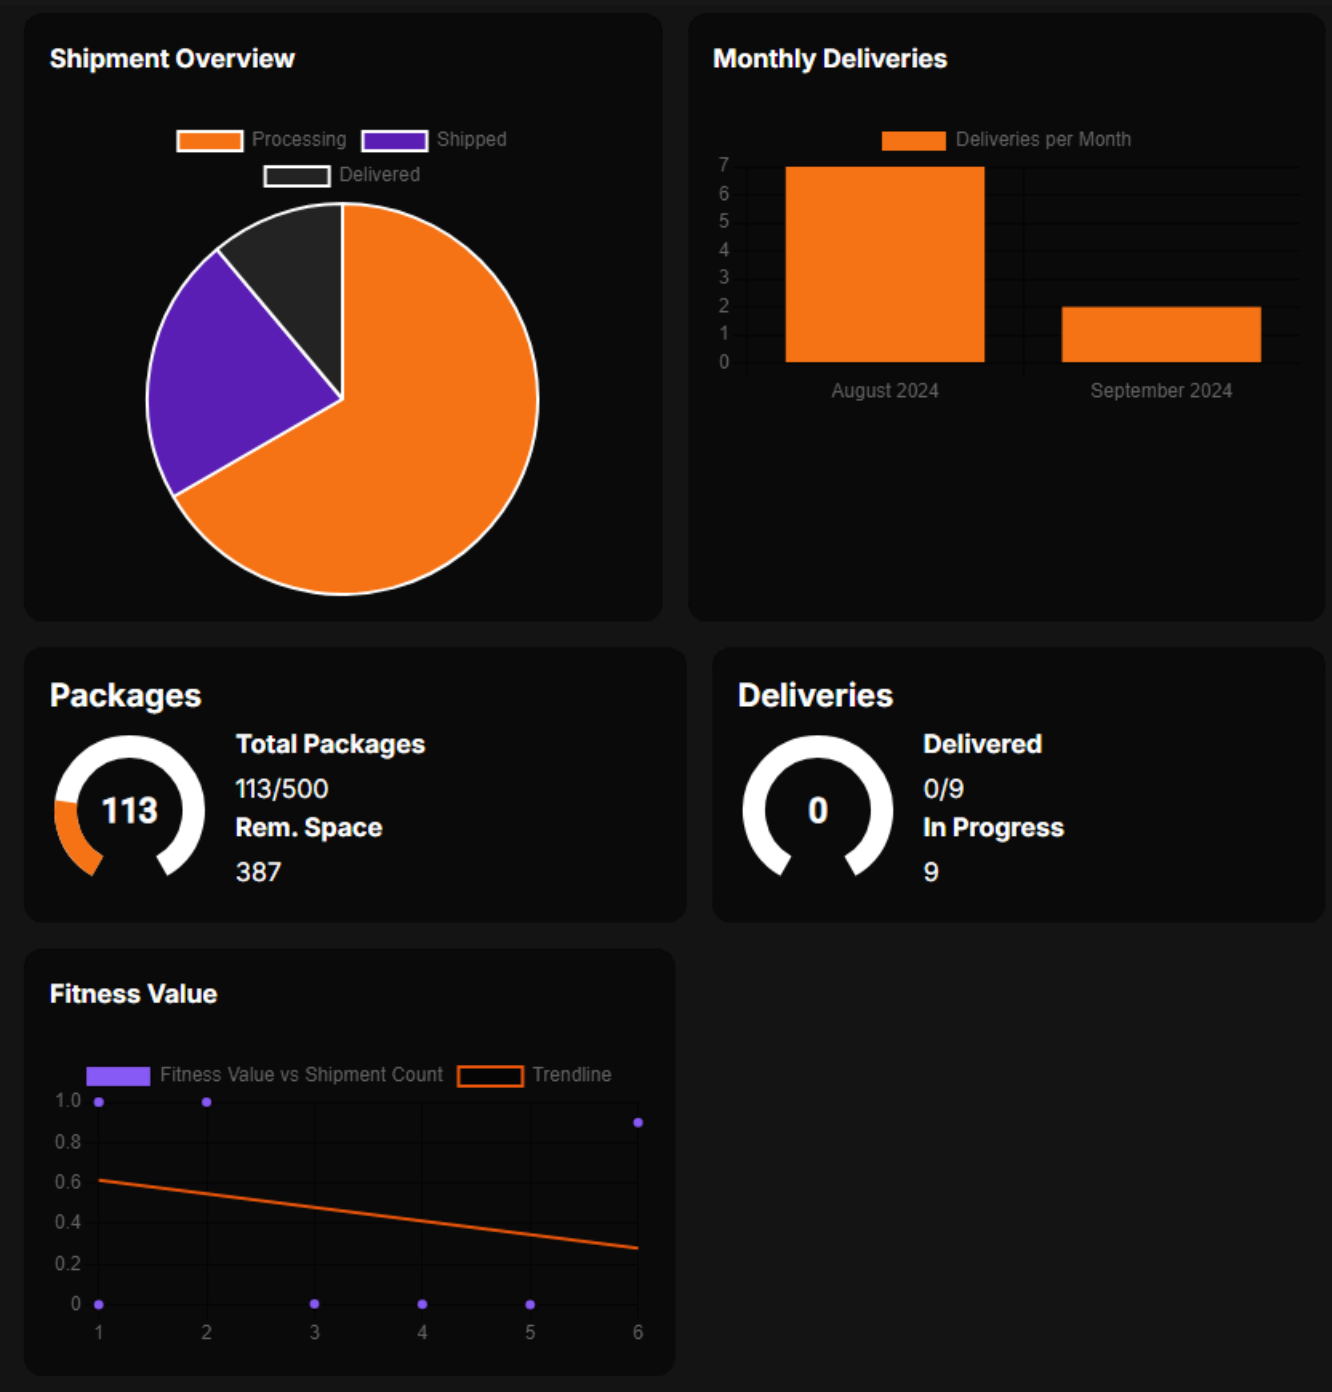 Shipment Overview
Processing Shipped
Delivered
Monthly Deliveries
Deliveries per Month
7
6
5
4
3
2
1
0
August 2024 September 2024
Packages
113
Total Packages
113/500
Rem. Space
387
Deliveries
0
Delivered
0/9
In Progress
9
Fitness Value
Fitness Value vs Shipment Count Trendline
1.0
0.8
0.6
0.4
0.2
0
1 2 3 4 5 6